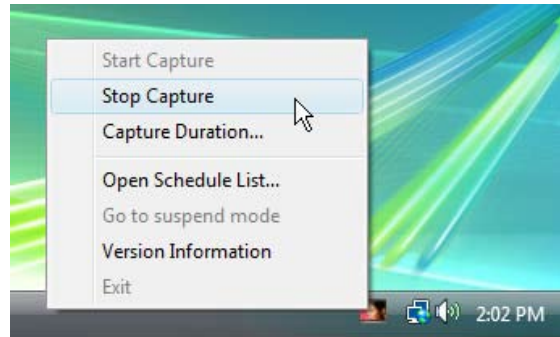 Start Capture
Stop Capture
Capture Duration...
Open Schedule List...
Go to suspend mode
Version Information
Exit
2:02 PM